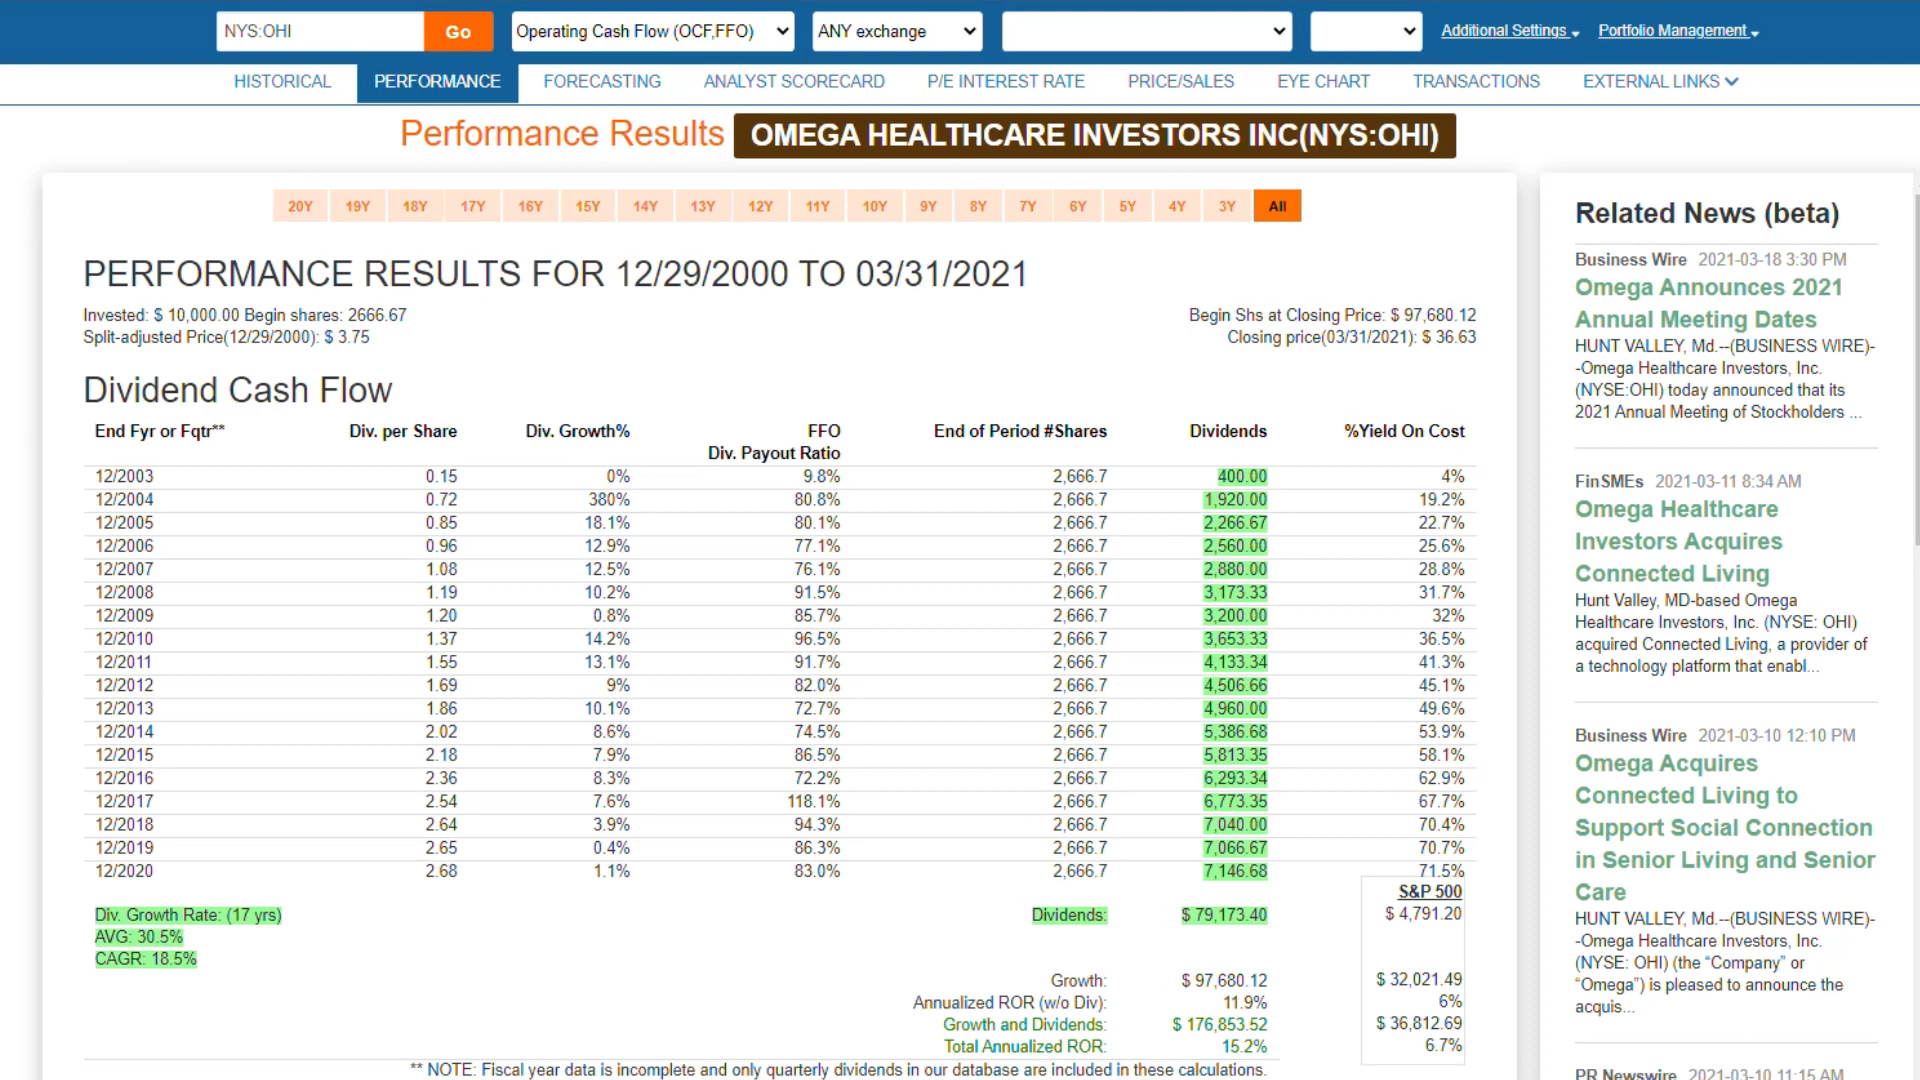 NYS:OHI Go Operating Cash Flow (OCF,FFO) ANY exchange Additional Settings Portfolio Management
HISTORICAL PERFORMANCE FORECASTING ANALYST SCORECARD P/E INTEREST RATE PRICE/SALES EYE CHART TRANSACTIONS EXTERNAL LINKS
Performance Results OMEGA HEALTHCARE INVESTORS INC(NYS:OHI)
20Y 19Y 18Y 17Y 16Y 15Y 14Y 13Y 12Y 11Y 10Y 9Y 8Y 7Y 6Y 5Y 4Y 3Y All
PERFORMANCE RESULTS FOR 12/29/2000 TO 03/31/2021
Invested: $ 10,000.00 Begin shares: 2666.67 Begin Shs at Closing Price: $ 97,680.12
Split-adjusted Price(12/29/2000): $ 3.75 Closing price(03/31/2021): $ 36.63
Dividend Cash Flow
End Fyr or Fqtr** Div. per Share Div. Growth% FFO End of Period #Shares Dividends %Yield On Cost
Div. Payout Ratio
12/2003 0.15 0% 9.8% 2,666.7 400.00 4%
12/2004 0.72 380% 80.8% 2,666.7 1,920.00 19.2%
12/2005 0.85 18.1% 80.1% 2,666.7 2,266.67 22.7%
12/2006 0.96 12.9% 77.1% 2,666.7 2,560.00 25.6%
12/2007 1.08 12.5% 76.1% 2,666.7 2,880.00 28.8%
12/2008 1.19 10.2% 91.5% 2,666.7 3,173.33 31.7%
12/2009 1.20 0.8% 85.7% 2,666.7 3,200.00 32%
12/2010 1.37 14.2% 96.5% 2,666.7 3,653.33 36.5%
12/2011 1.55 13.1% 91.7% 2,666.7 4,133.34 41.3%
12/2012 1.69 9% 82.0% 2,666.7 4,506.66 45.1%
12/2013 1.86 10.1% 72.7% 2,666.7 4,960.00 49.6%
12/2014 2.02 8.6% 74.5% 2,666.7 5,386.68 53.9%
12/2015 2.18 7.9% 86.5% 2,666.7 5,813.35 58.1%
12/2016 2.36 8.3% 72.2% 2,666.7 6,293.34 62.9%
12/2017 2.54 7.6% 118.1% 2,666.7 6,773.35 67.7%
12/2018 2.64 3.9% 94.3% 2,666.7 7,040.00 70.4%
12/2019 2.65 0.4% 86.3% 2,666.7 7,066.67 70.7%
12/2020 2.68 1.1% 83.0% 2,666.7 7,146.68 71.5%
S&P 500
Div. Growth Rate: (17 yrs) Dividends: $ 79,173.40 $ 4,791.20
AVG: 30.5%
CAGR: 18.5%
Growth: $ 97,680.12 $ 32,021.49
Annualized ROR (w/o Div): 11.9% 6%
Growth and Dividends: $ 176,853.52 $ 36,812.69
Total Annualized ROR: 15.2% 6.7%
** NOTE: Fiscal year data is incomplete and only quarterly dividends in our database are included in these calculations.
Related News (beta)
Business Wire 2021-03-18 3:30 PM
Omega Announces 2021
Annual Meeting Dates
HUNT VALLEY, Md.--(BUSINESS WIRE)-
-Omega Healthcare Investors, Inc.
(NYSE:OHI) today announced that its
2021 Annual Meeting of Stockholders ...
FinSMEs 2021-03-11 8:34 AM
Omega Healthcare
Investors Acquires
Connected Living
Hunt Valley, MD-based Omega
Healthcare Investors, Inc. (NYSE: OHI)
acquired Connected Living, a provider of
a technology platform that enabl...
Business Wire 2021-03-10 12:10 PM
Omega Acquires
Connected Living to
Support Social Connection
in Senior Living and Senior
Care
HUNT VALLEY, Md.--(BUSINESS WIRE)-
-Omega Healthcare Investors, Inc.
(NYSE: OHI) (the “Company” or
“Omega”) is pleased to announce the
acquis...
PR Newswire 2021-03-10 11:15 AM